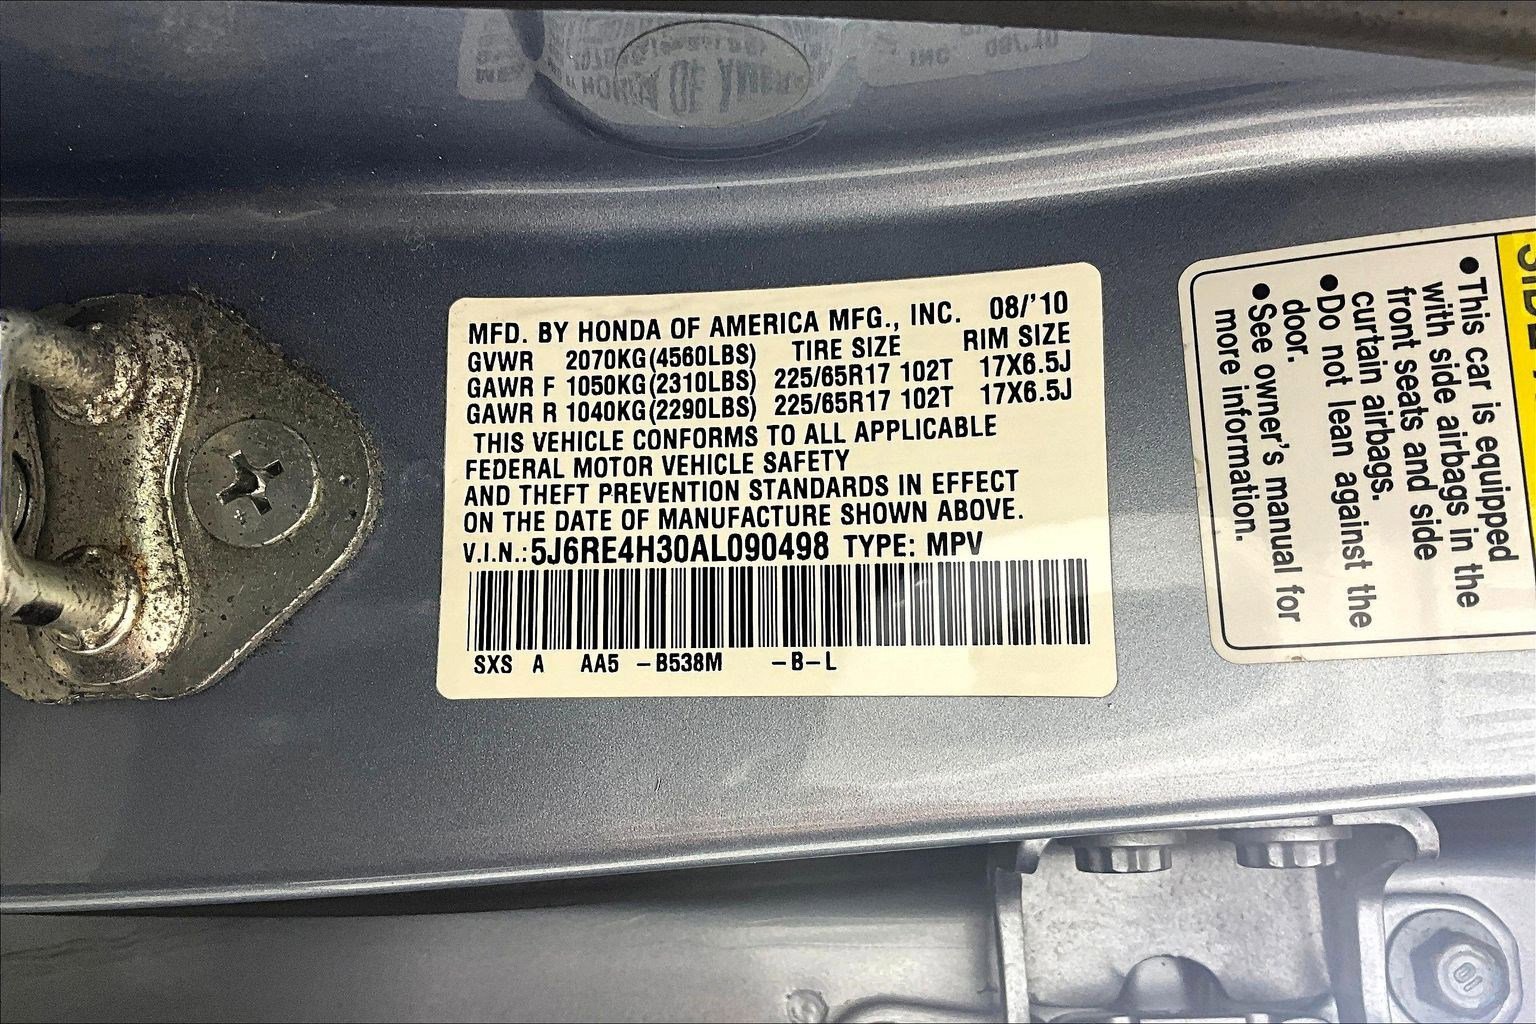 MFD. BY HONDA OF AMERICA MFG., INC. 08/'10
GVWR 2070KG(4560LBS) TIRE SIZE RIM SIZE
GAWR F 1050KG(2310LBS) 225/65R17 102T 17X6.5J
GAWR R 1040KG(2290LBS) 225/65R17 102T 17X6.5J
THIS VEHICLE CONFORMS TO ALL APPLICABLE
FEDERAL MOTOR VEHICLE SAFETY
AND THEFT PREVENTION STANDARDS IN EFFECT
ON THE DATE OF MANUFACTURE SHOWN ABOVE.
V.I.N.: 5J6RE4H30AL090498 TYPE: MPV
SXS A AA5 -B538M -B-L
●This car is equipped
with side airbags in the
front seats and side
curtain airbags.
●Do not lean against the
door.
●See owner's manual for
more information.
10